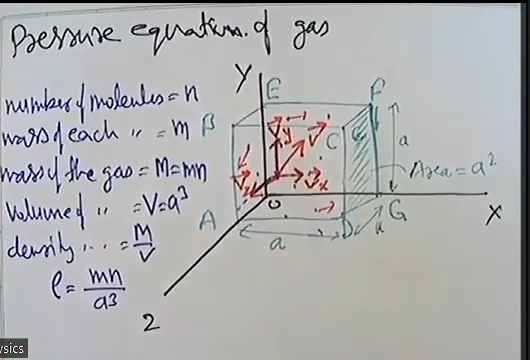 Pressure equation of gas
number of molecules = n
mass of each " = m
mass of the gas = M = mn
Volume of " = V = a³
density ... = M/V
ρ = mn/a³
Y
E
F
B
C
a
Vy
V
Vx
Vz
Area = a²
O
A
D
G
X
a
a
Z
ysics